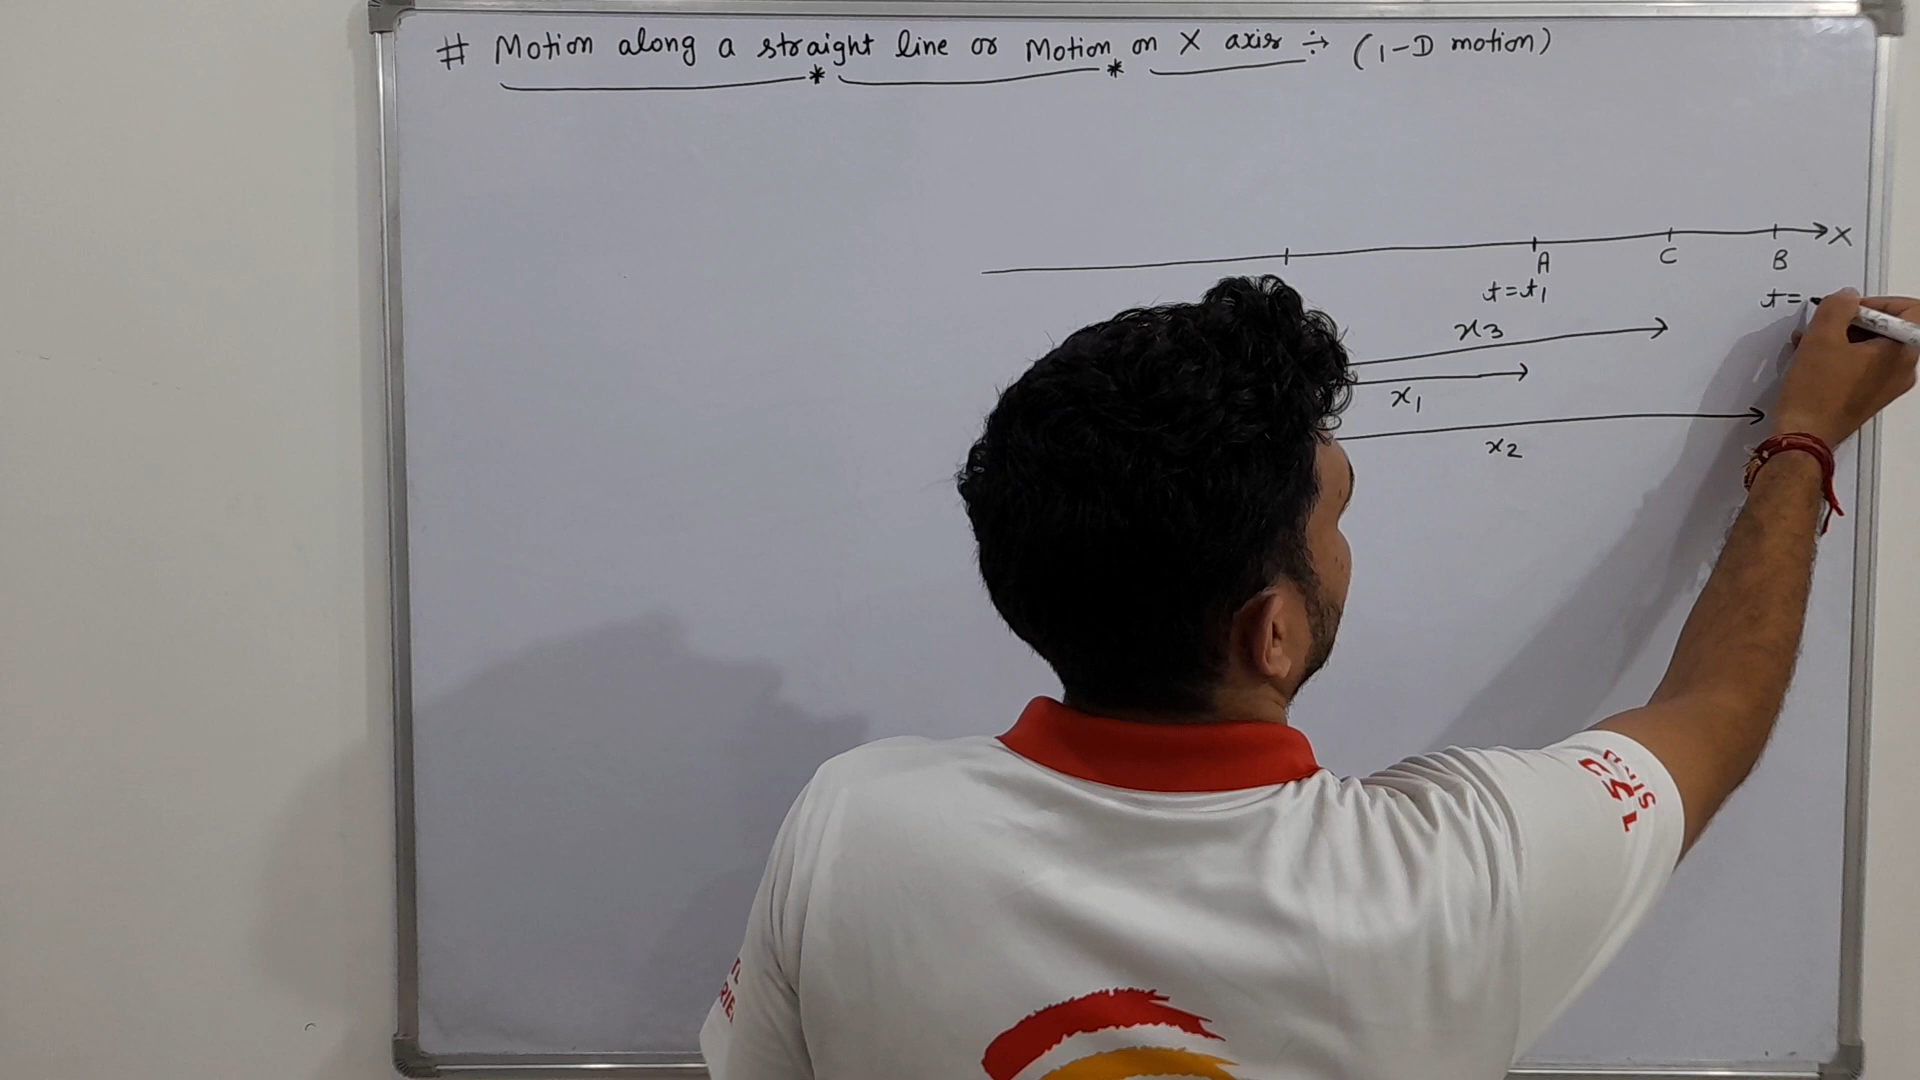 # Motion along a straight line or Motion on X axis ÷ (1-D motion)
X
A C B
t=t1 t=
x3
x1
x2